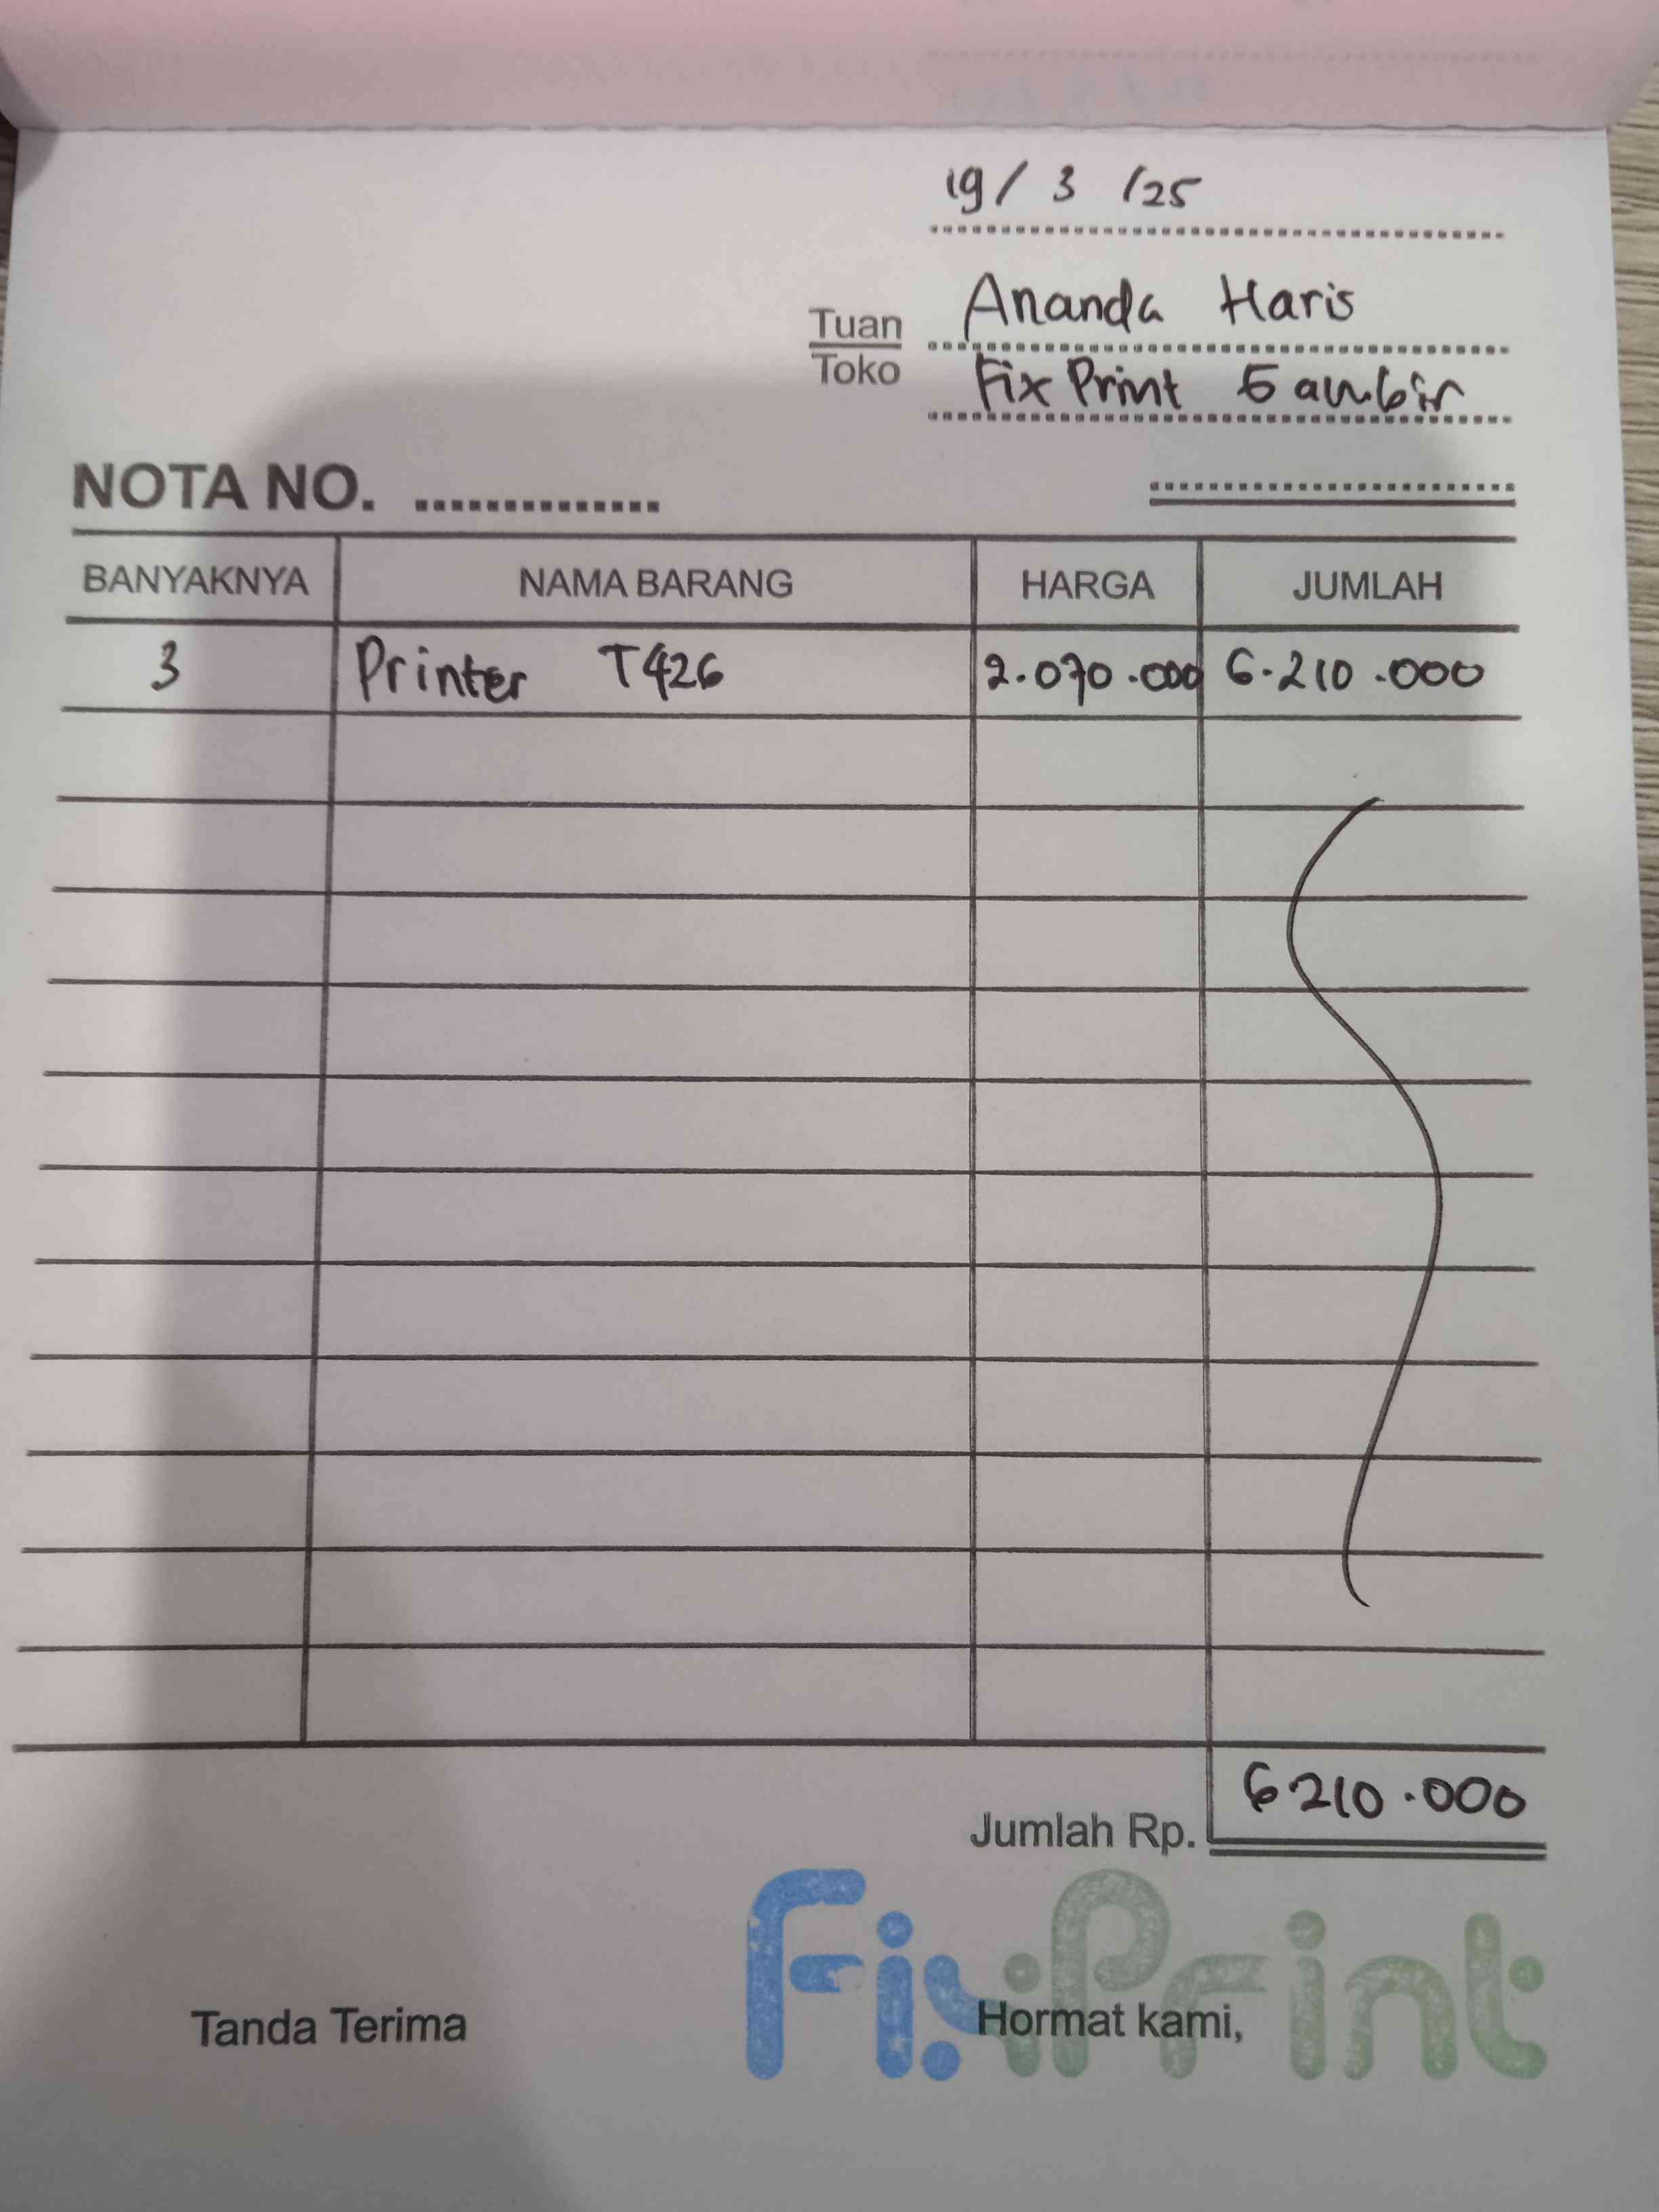 19/ 3 /25
Tuan
Toko
Ananda Haris
Fix Print Gambir
NOTA NO. ..............
BANYAKNYA NAMA BARANG HARGA JUMLAH
3 Printer T426 2.070.000 6.210.000
Jumlah Rp. 6210.000
FixPrint
Tanda Terima Hormat kami,